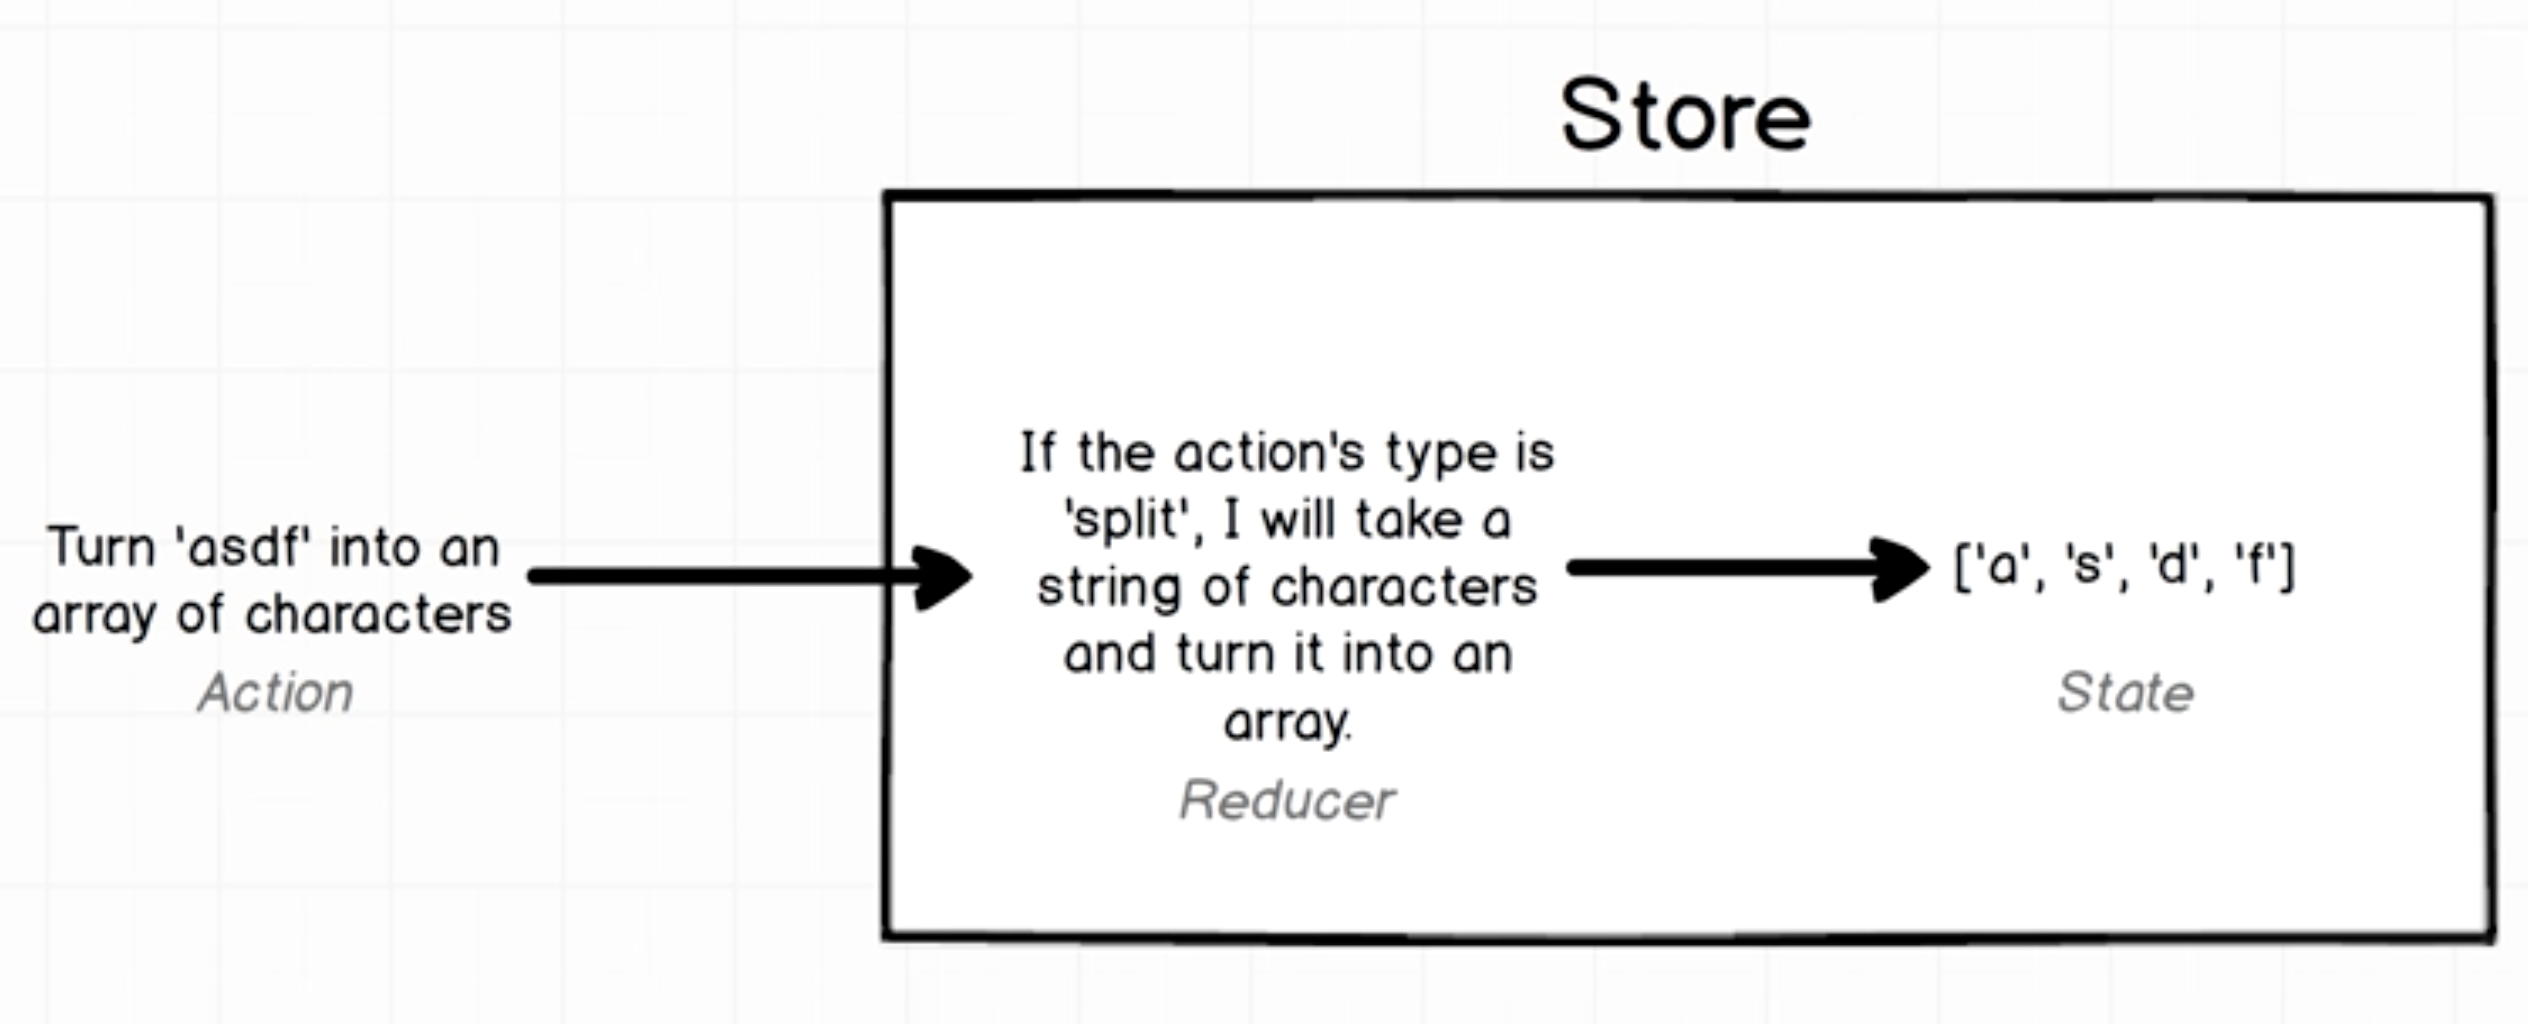 Store
Turn 'asdf' into an
array of characters
Action
If the action's type is
'split', I will take a
string of characters
and turn it into an
array.
Reducer
['a', 's', 'd', 'f']
State